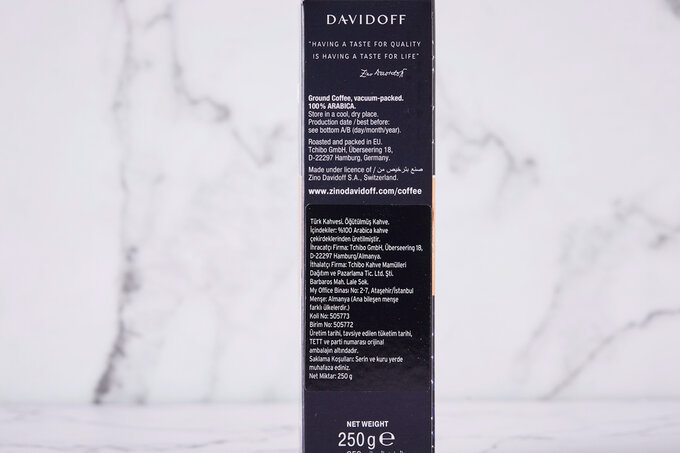 DAVIDOFF
"HAVING A TASTE FOR QUALITY
IS HAVING A TASTE FOR LIFE"
Zino Davidoff
Ground Coffee, vacuum-packed.
100% ARABICA.
Store in a cool, dry place.
Production date / best before:
see bottom A/B (day/month/year).
Roasted and packed in EU.
Tchibo GmbH, Überseering 18,
D-22297 Hamburg, Germany.
Made under licence of / صنع بترخيص من
Zino Davidoff S.A., Switzerland.
www.zinodavidoff.com/coffee
Türk Kahvesi. Öğütülmüş Kahve.
İçindekiler: %100 Arabica kahve
çekirdeklerinden üretilmiştir.
İhracatçı Firma: Tchibo GmbH, Überseering 18,
D-22297 Hamburg/Almanya.
İthalatçı Firma: Tchibo Kahve Mamülleri
Dağıtım ve Pazarlama Tic. Ltd. Şti.
Barbaros Mah. Lale Sok.
My Office Binası No: 2-7, Ataşehir/İstanbul
Menşe: Almanya (Ana bileşen menşe
farklı ülkelerdir.)
Koli No: 505773
Birim No: 505772
Üretim tarihi, tavsiye edilen tüketim tarihi,
TETT ve parti numarası orijinal
ambalajın altındadır.
Saklama Koşulları: Serin ve kuru yerde
muhafaza ediniz.
Net Miktar: 250 g
NET WEIGHT
250 g e